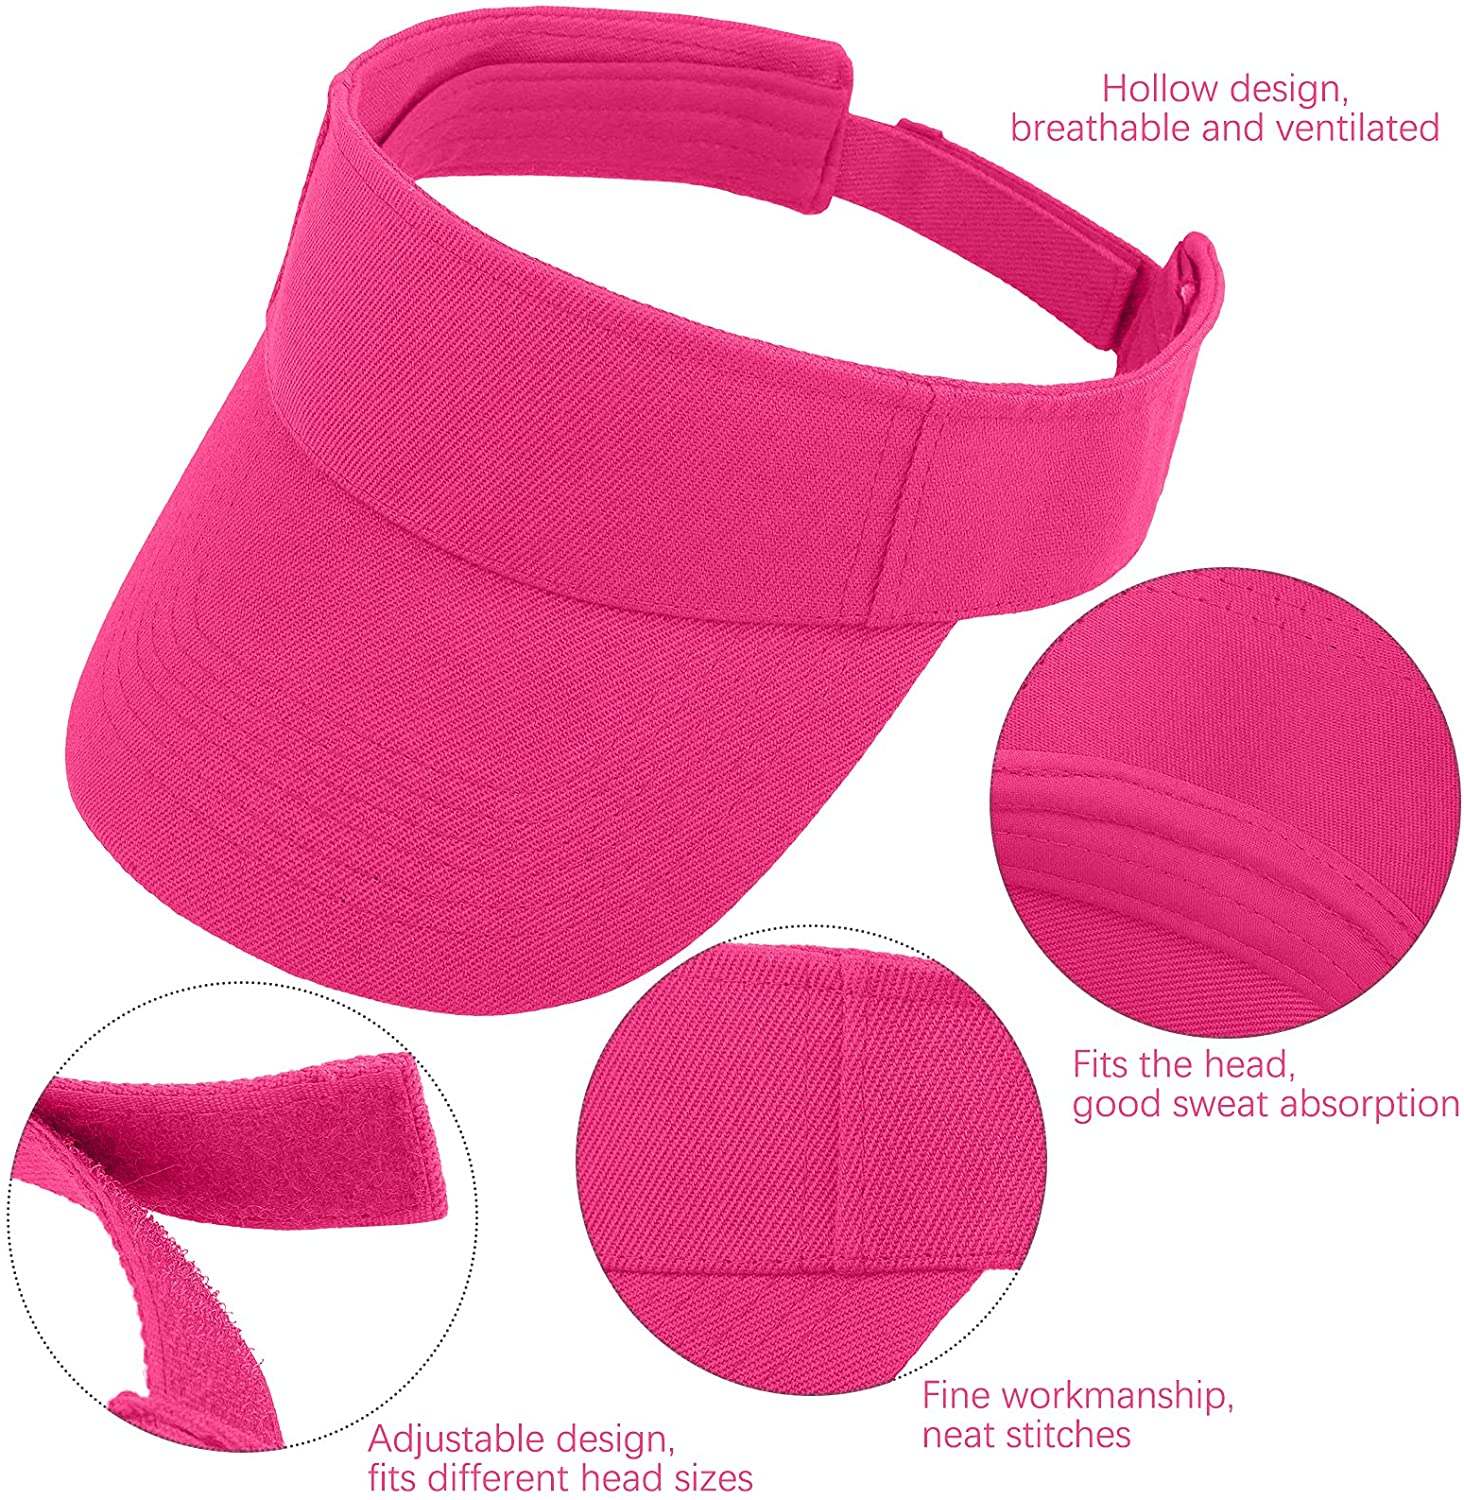 Hollow design,
breathable and ventilated
Fits the head,
good sweat absorption
Fine workmanship,
neat stitches
Adjustable design,
fits different head sizes